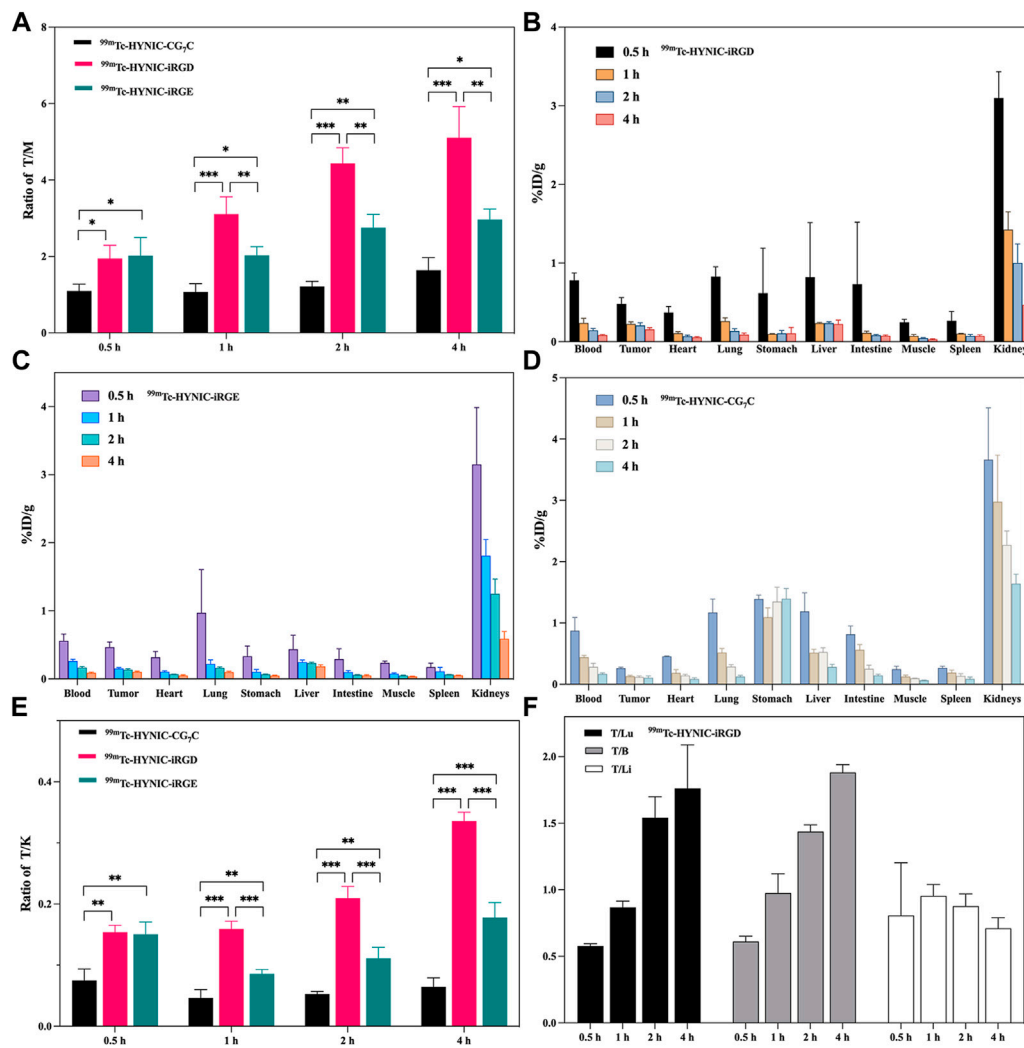 A
8
6
4
2
0
Ratio of T/M
⁹⁹ᵐTc-HYNIC-CG₇C
⁹⁹ᵐTc-HYNIC-iRGD
⁹⁹ᵐTc-HYNIC-iRGE
*
*
*
***
**
**
***
**
*
***
**
0.5 h
1 h
2 h
4 h
B
4
3
2
1
0
%ID/g
0.5 h ⁹⁹ᵐTc-HYNIC-iRGD
1 h
2 h
4 h
Blood Tumor Heart Lung Stomach Liver Intestine Muscle Spleen Kidneys
C
4
3
2
1
0
%ID/g
0.5 h ⁹⁹ᵐTc-HYNIC-iRGE
1 h
2 h
4 h
Blood Tumor Heart Lung Stomach Liver Intestine Muscle Spleen Kidneys
D
5
4
3
2
1
0
%ID/g
0.5 h ⁹⁹ᵐTc-HYNIC-CG₇C
1 h
2 h
4 h
Blood Tumor Heart Lung Stomach Liver Intestine Muscle Spleen Kidneys
E
0.4
0.2
0.0
Ratio of T/K
⁹⁹ᵐTc-HYNIC-CG₇C
⁹⁹ᵐTc-HYNIC-iRGD
⁹⁹ᵐTc-HYNIC-iRGE
**
**
**
***
***
**
***
***
***
***
***
0.5 h
1 h
2 h
4 h
F
2.0
1.5
1.0
0.5
0.0
T/Lu ⁹⁹ᵐTc-HYNIC-iRGD
T/B
T/Li
0.5 h 1 h 2 h 4 h 0.5 h 1 h 2 h 4 h 0.5 h 1 h 2 h 4 h